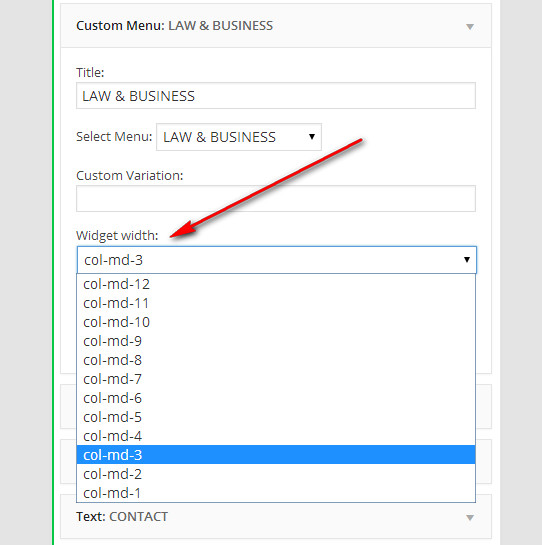 Custom Menu: LAW & BUSINESS
Title:
LAW & BUSINESS
Select Menu: LAW & BUSINESS
Custom Variation:
Widget width:
col-md-3
col-md-12
col-md-11
col-md-10
col-md-9
col-md-8
col-md-7
col-md-6
col-md-5
col-md-4
col-md-3
col-md-2
col-md-1
Text: CONTACT